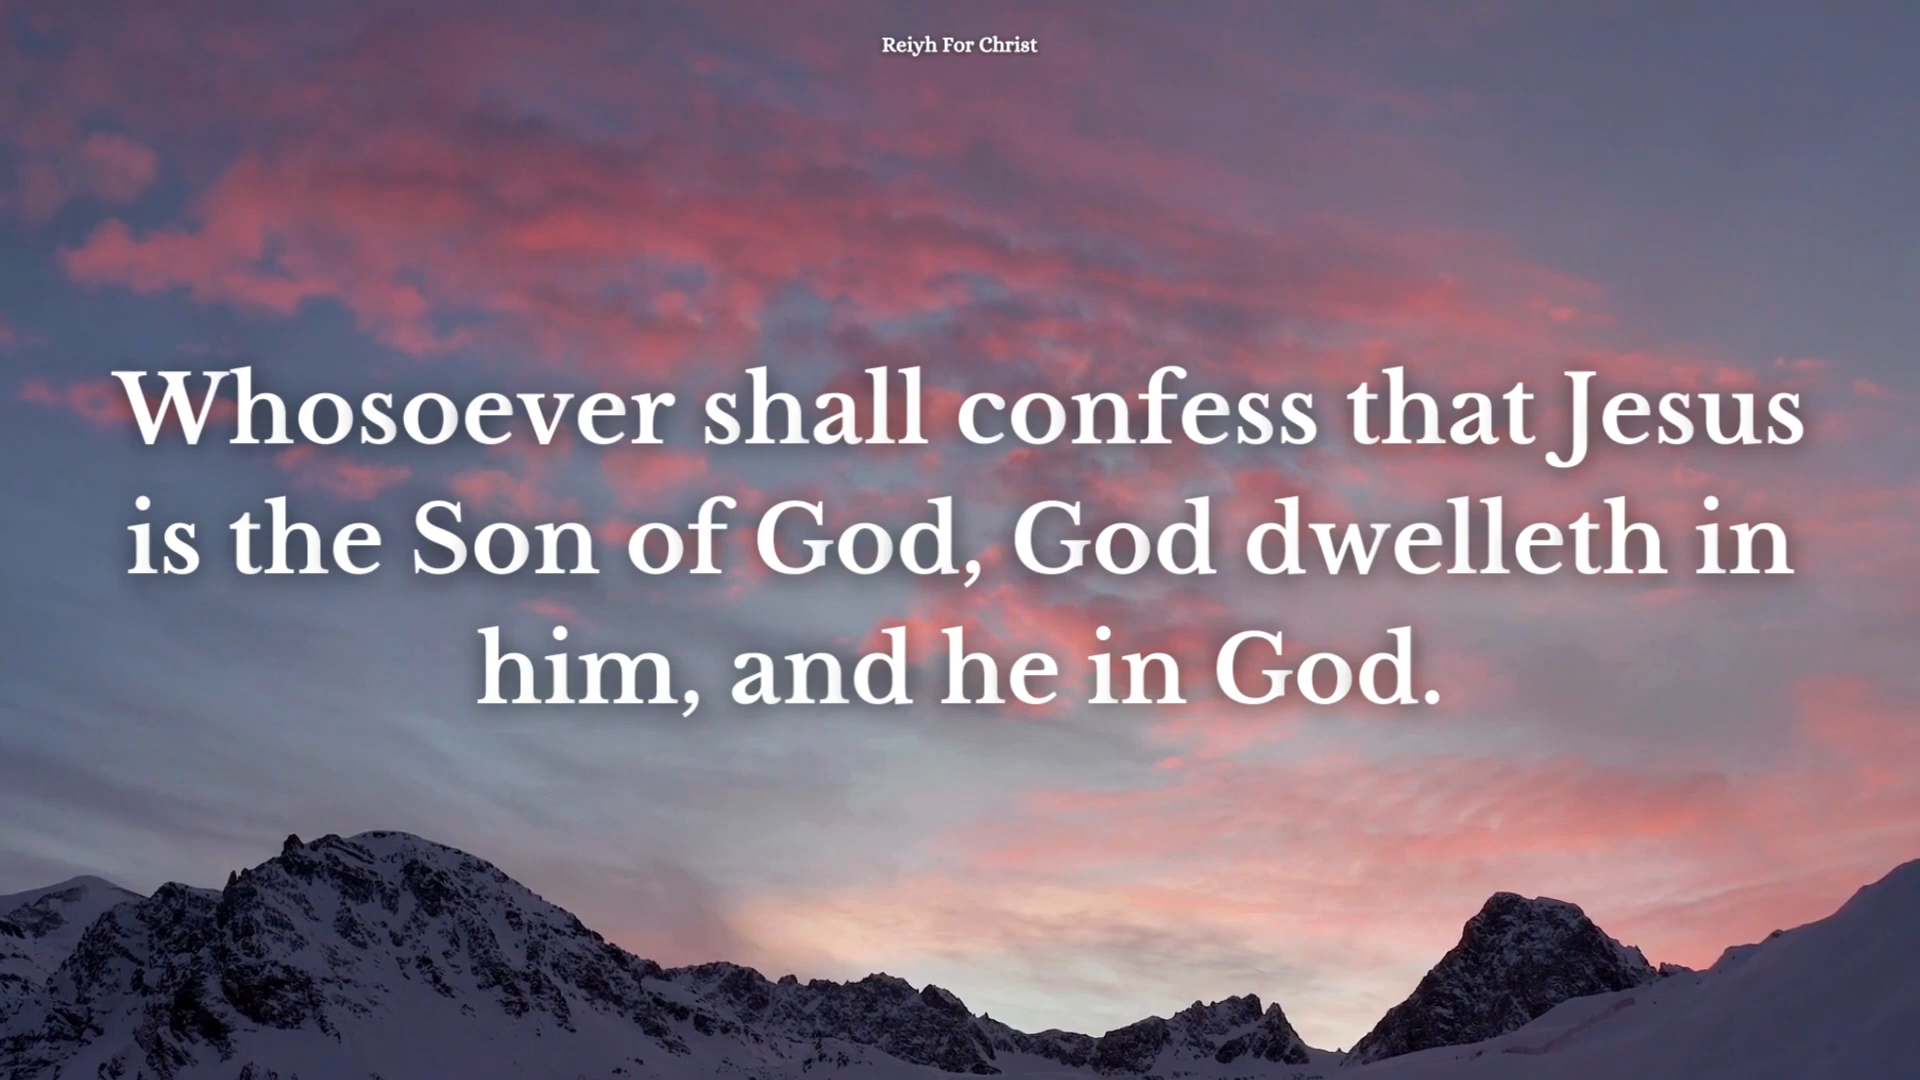 Reiyh For Christ
Whosoever shall confess that Jesus
is the Son of God, God dwelleth in
him, and he in God.